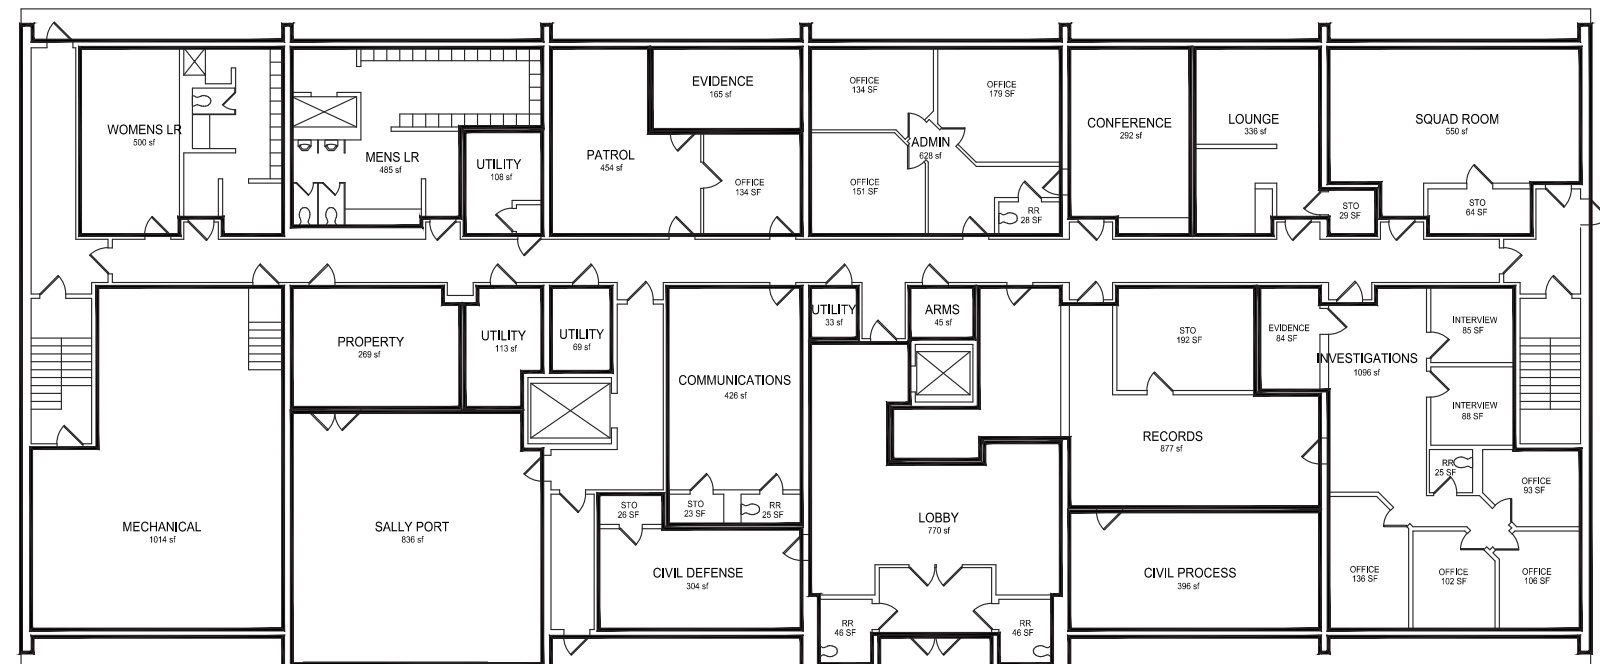 WOMENS LR
500 sf
MENS LR
485 sf
UTILITY
108 sf
PATROL
454 sf
EVIDENCE
165 sf
OFFICE
134 SF
OFFICE
134 SF
OFFICE
179 SF
ADMIN
628 sf
OFFICE
151 SF
RR
28 SF
CONFERENCE
292 sf
LOUNGE
336 sf
STO
29 SF
SQUAD ROOM
550 sf
STO
64 SF
MECHANICAL
1014 sf
PROPERTY
269 sf
UTILITY
113 sf
UTILITY
69 sf
SALLY PORT
836 sf
COMMUNICATIONS
426 sf
STO
26 SF
STO
23 SF
RR
25 SF
CIVIL DEFENSE
304 sf
UTILITY
33 sf
ARMS
45 sf
LOBBY
770 sf
RR
46 SF
RR
46 SF
STO
192 SF
RECORDS
877 sf
CIVIL PROCESS
396 sf
EVIDENCE
84 SF
INVESTIGATIONS
1096 sf
INTERVIEW
85 SF
INTERVIEW
88 SF
RR
25 SF
OFFICE
93 SF
OFFICE
136 SF
OFFICE
102 SF
OFFICE
106 SF